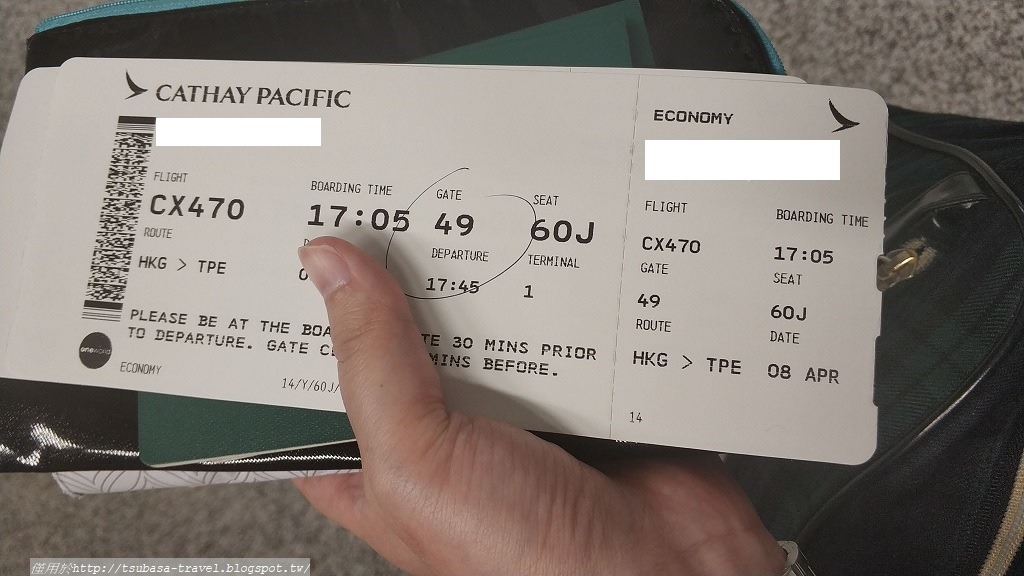 CATHAY PACIFIC
FLIGHT
CX470
ROUTE
HKG > TPE
BOARDING TIME
17:05
GATE
49
DEPARTURE
17:45
SEAT
60J
TERMINAL
1
PLEASE BE AT THE TE 30 MINS PRIOR
TO DEPARTURE. GATE MINS BEFORE.
oneworld
ECONOMY
14/Y/60J/
ECONOMY
FLIGHT
CX470
GATE
49
ROUTE
HKG > TPE
BOARDING TIME
17:05
SEAT
60J
DATE
08 APR
14
僅用於http://tsubasa-travel.blogspot.tw/